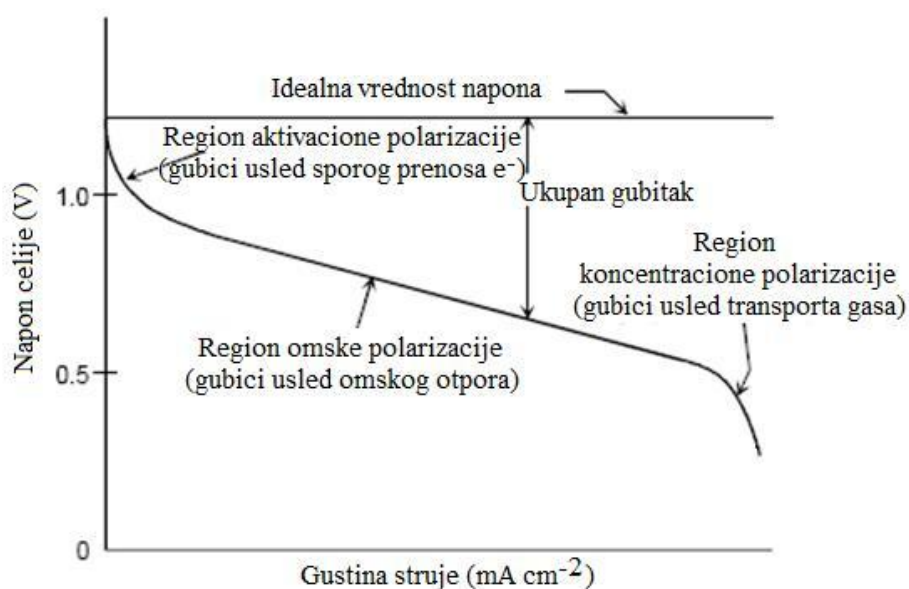 Idealna vrednost napona
Region aktivacione polarizacije
(gubici usled sporog prenosa e⁻)
Ukupan gubitak
Region
koncentracione polarizacije
(gubici usled transporta gasa)
Region omske polarizacije
(gubici usled omskog otpora)
Napon celije (V)
1.0
0.5
0
Gustina struje (mA cm⁻²)